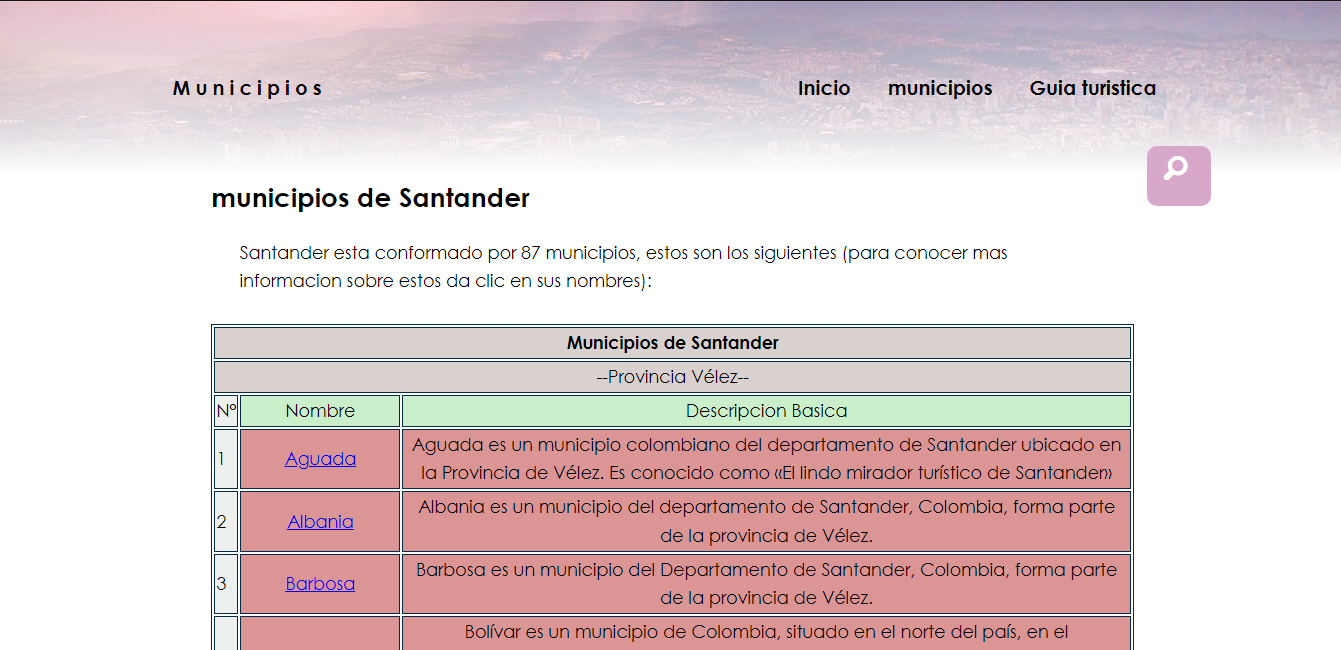 Municipios
Inicio municipios Guia turistica
municipios de Santander
Santander esta conformado por 87 municipios, estos son los siguientes (para conocer mas
informacion sobre estos da clic en sus nombres):
Municipios de Santander
--Provincia Vélez--
Nº Nombre Descripcion Basica
1 Aguada Aguada es un municipio colombiano del departamento de Santander ubicado en
la Provincia de Vélez. Es conocido como «El lindo mirador turístico de Santander»
2 Albania Albania es un municipio del departamento de Santander, Colombia, forma parte
de la provincia de Vélez.
3 Barbosa Barbosa es un municipio del Departamento de Santander, Colombia, forma parte
de la provincia de Vélez.
Bolívar es un municipio de Colombia, situado en el norte del país, en el